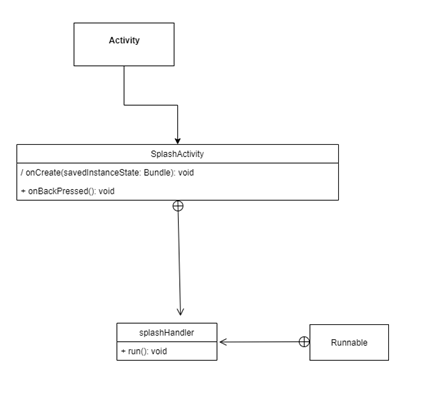 Activity
SplashActivity
/ onCreate(savedInstanceState: Bundle): void
+ onBackPressed(): void
splashHandler
+ run(): void
Runnable